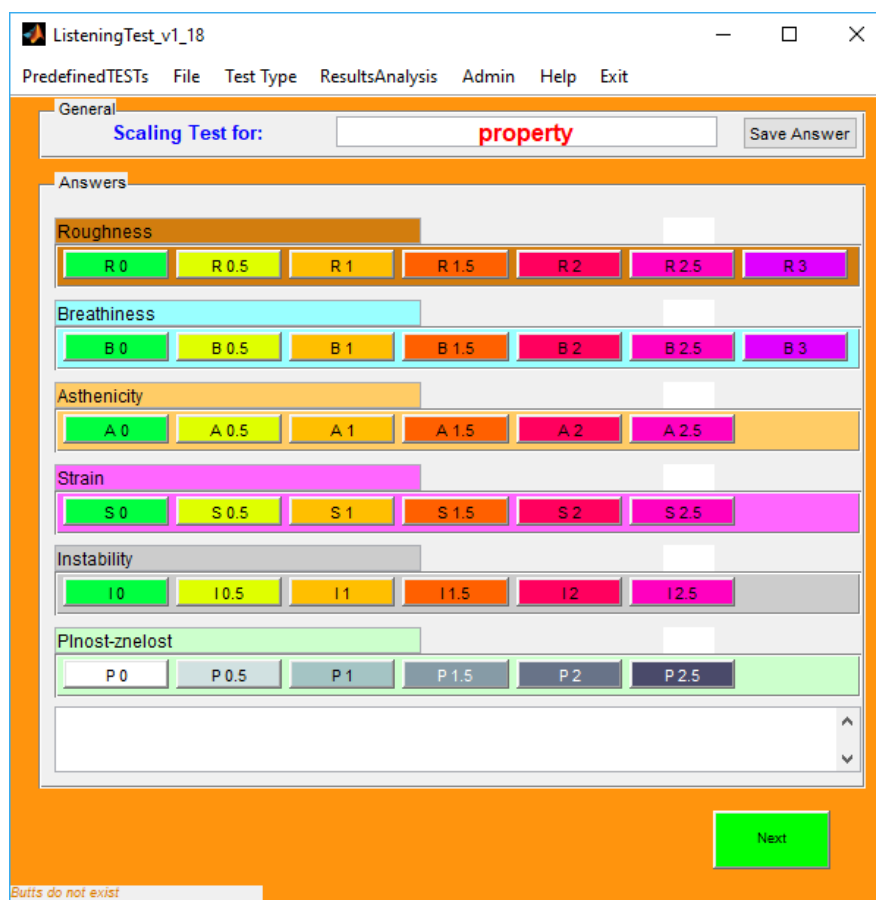 ListeningTest_v1_18
PredefinedTESTs File Test Type ResultsAnalysis Admin Help Exit
General
Scaling Test for: property Save Answer
Answers
Roughness
R 0 R 0.5 R 1 R 1.5 R 2 R 2.5 R 3
Breathiness
B 0 B 0.5 B 1 B 1.5 B 2 B 2.5 B 3
Asthenicity
A 0 A 0.5 A 1 A 1.5 A 2 A 2.5
Strain
S 0 S 0.5 S 1 S 1.5 S 2 S 2.5
Instability
I 0 I 0.5 I 1 I 1.5 I 2 I 2.5
Plnost-znelost
P 0 P 0.5 P 1 P 1.5 P 2 P 2.5
Next
Butts do not exist